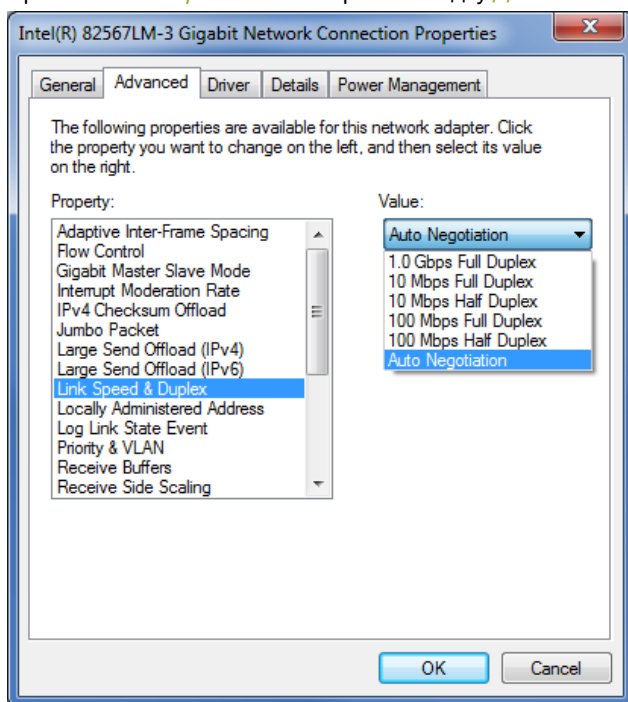 Intel(R) 82567LM-3 Gigabit Network Connection Properties
General Advanced Driver Details Power Management
The following properties are available for this network adapter. Click
the property you want to change on the left, and then select its value
on the right.
Property:
Adaptive Inter-Frame Spacing
Flow Control
Gigabit Master Slave Mode
Interrupt Moderation Rate
IPv4 Checksum Offload
Jumbo Packet
Large Send Offload (IPv4)
Large Send Offload (IPv6)
Link Speed & Duplex
Locally Administered Address
Log Link State Event
Priority & VLAN
Receive Buffers
Receive Side Scaling
Value:
Auto Negotiation
1.0 Gbps Full Duplex
10 Mbps Full Duplex
10 Mbps Half Duplex
100 Mbps Full Duplex
100 Mbps Half Duplex
Auto Negotiation
OK Cancel